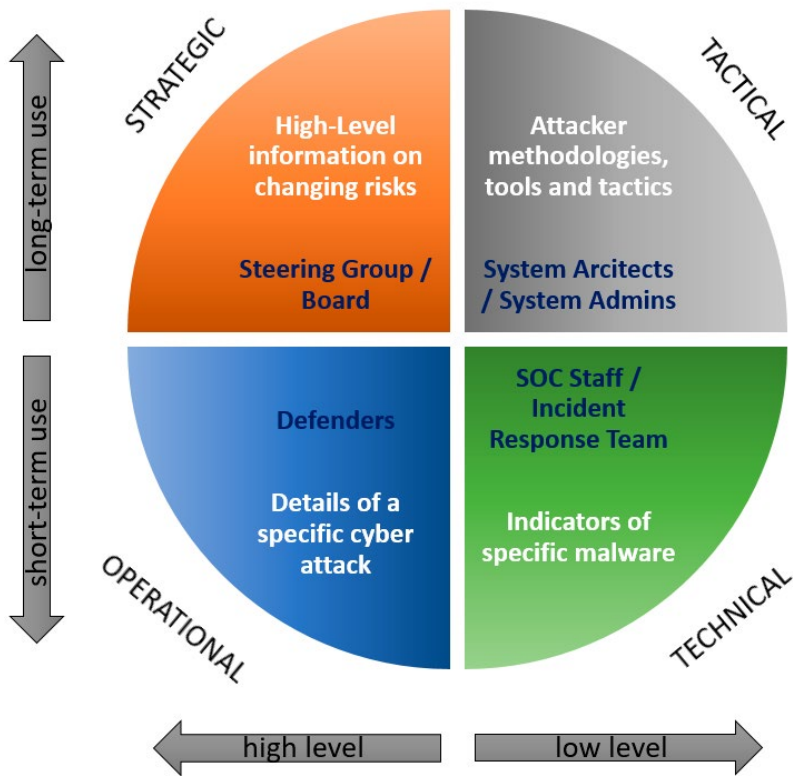 STRATEGIC
TACTICAL
long-term use
High-Level
information on
changing risks
Steering Group /
Board
Attacker
methodologies,
tools and tactics
System Arcitects
/ System Admins
short-term use
Defenders
Details of a
specific cyber
attack
SOC Staff /
Incident
Response Team
Indicators of
specific malware
OPERATIONAL
TECHNICAL
high level
low level